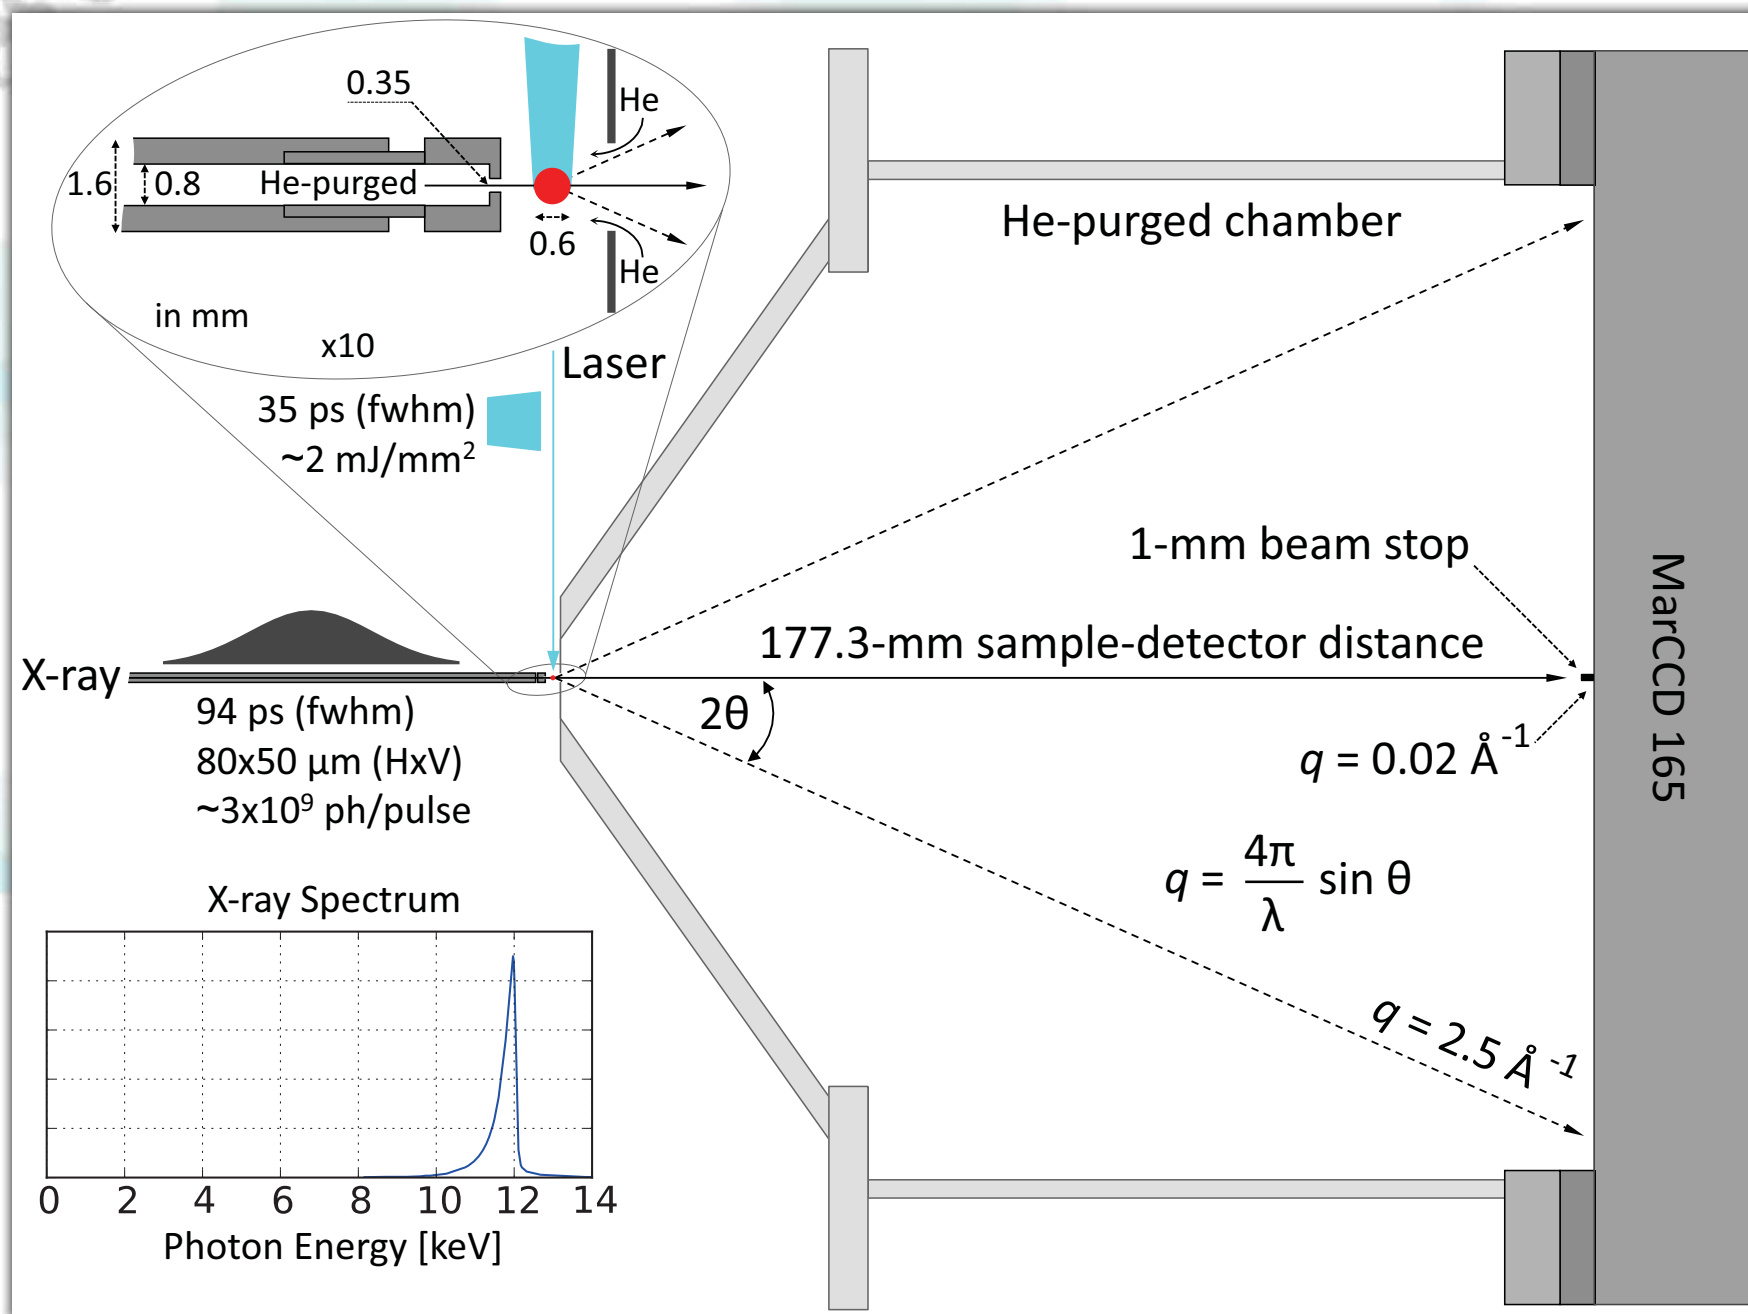 0.35
He
1.6
0.8
He-purged
0.6
He
in mm
x10
Laser
35 ps (fwhm)
~2 mJ/mm²
He-purged chamber
1-mm beam stop
177.3-mm sample-detector distance
X-ray
2θ
94 ps (fwhm)
80x50 µm (HxV)
~3x10⁹ ph/pulse
q = 0.02 Å⁻¹
MarCCD 165
q = 4π/λ sin θ
q = 2.5 Å⁻¹
X-ray Spectrum
0 2 4 6 8 10 12 14
Photon Energy [keV]